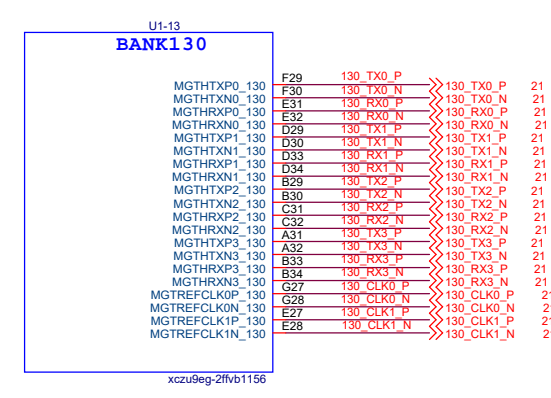 U1-13
BANK130
MGTHTXP0_130 F29 130_TX0_P 130_TX0_P 21
MGTHTXN0_130 F30 130_TX0_N 130_TX0_N 21
MGTHRXP0_130 E31 130_RX0_P 130_RX0_P 21
MGTHRXN0_130 E32 130_RX0_N 130_RX0_N 21
MGTHTXP1_130 D29 130_TX1_P 130_TX1_P 21
MGTHTXN1_130 D30 130_TX1_N 130_TX1_N 21
MGTHRXP1_130 D33 130_RX1_P 130_RX1_P 21
MGTHRXN1_130 D34 130_RX1_N 130_RX1_N 21
MGTHTXP2_130 B29 130_TX2_P 130_TX2_P 21
MGTHTXN2_130 B30 130_TX2_N 130_TX2_N 21
MGTHRXP2_130 C31 130_RX2_P 130_RX2_P 21
MGTHRXN2_130 C32 130_RX2_N 130_RX2_N 21
MGTHTXP3_130 A31 130_TX3_P 130_TX3_P 21
MGTHTXN3_130 A32 130_TX3_N 130_TX3_N 21
MGTHRXP3_130 B33 130_RX3_P 130_RX3_P 21
MGTHRXN3_130 B34 130_RX3_N 130_RX3_N 21
MGTREFCLK0P_130 G27 130_CLK0_P 130_CLK0_P 21
MGTREFCLK0N_130 G28 130_CLK0_N 130_CLK0_N 21
MGTREFCLK1P_130 E27 130_CLK1_P 130_CLK1_P 21
MGTREFCLK1N_130 E28 130_CLK1_N 130_CLK1_N 2
xczu9eg-2ffvb1156